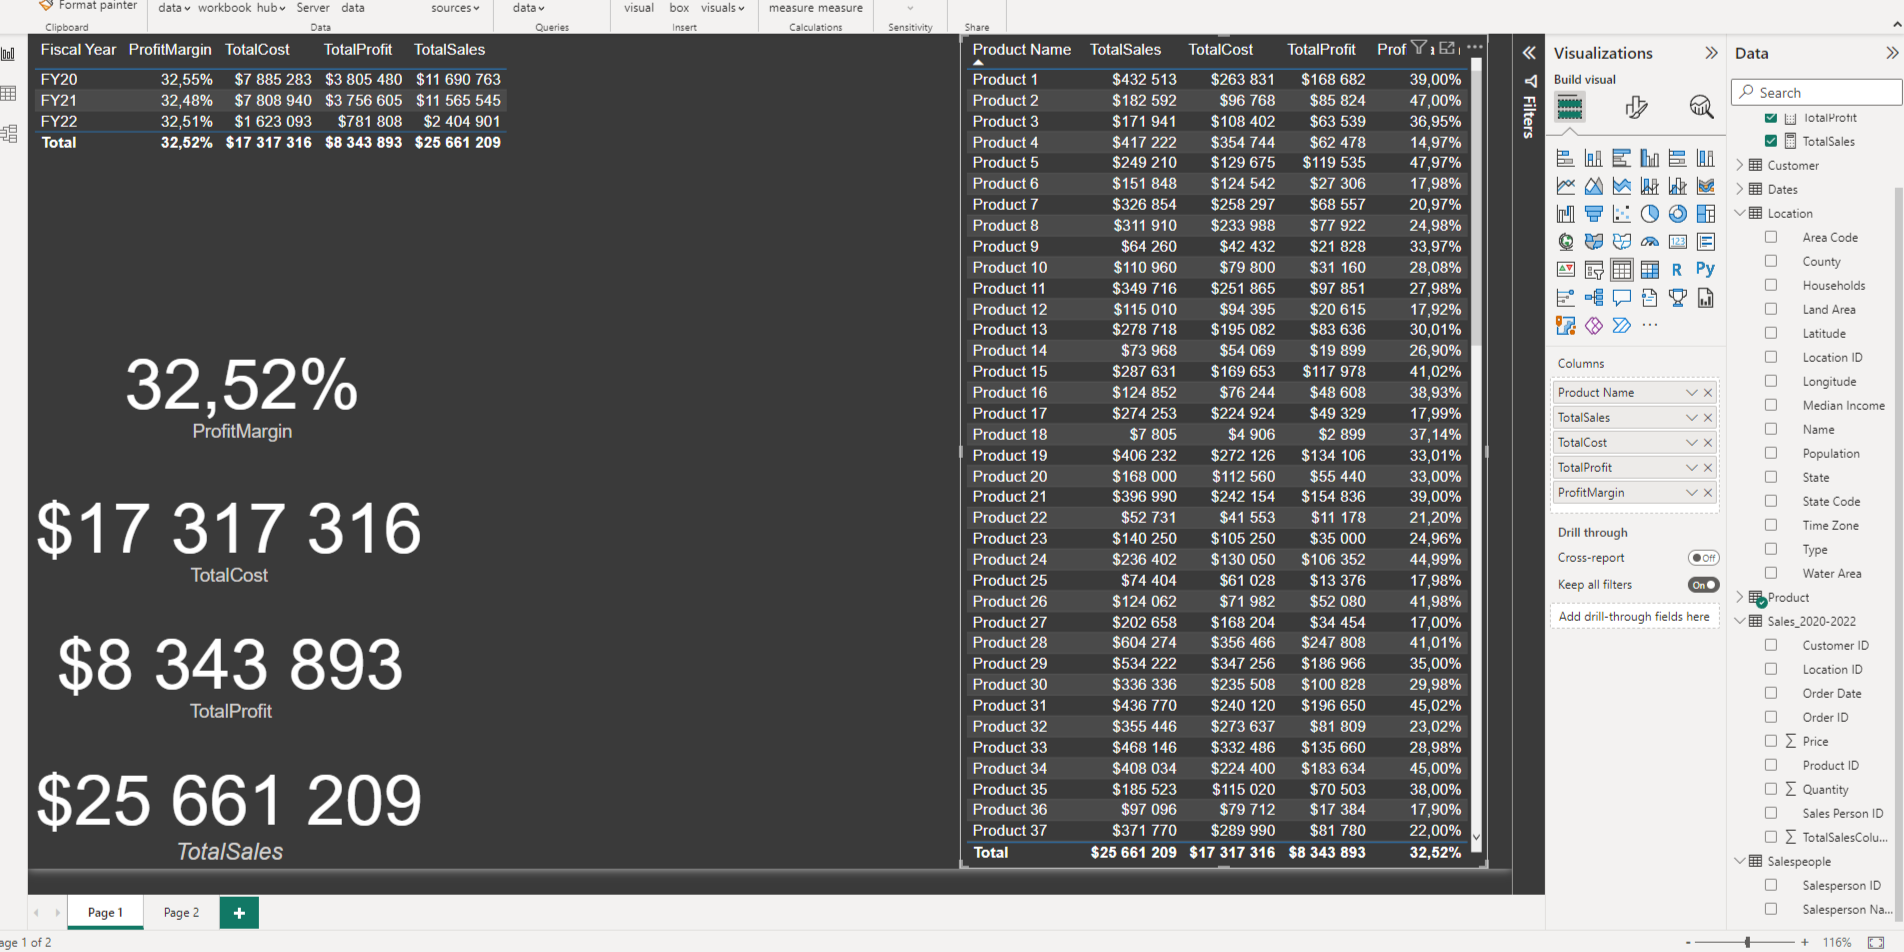 Format painter
data
workbook
hub
Server
data
sources
data
visual
box
visuals
measure measure
Clipboard
Data
Queries
Insert
Calculations
Sensitivity
Share
Fiscal Year ProfitMargin TotalCost TotalProfit TotalSales
FY20 32,55% $7 885 283 $3 805 480 $11 690 763
FY21 32,48% $7 808 940 $3 756 605 $11 565 545
FY22 32,51% $1 623 093 $781 808 $2 404 901
Total 32,52% $17 317 316 $8 343 893 $25 661 209
32,52%
ProfitMargin
$17 317 316
TotalCost
$8 343 893
TotalProfit
$25 661 209
TotalSales
Product Name TotalSales TotalCost TotalProfit Prof
Product 1 $432 513 $263 831 $168 682 39,00%
Product 2 $182 592 $96 768 $85 824 47,00%
Product 3 $171 941 $108 402 $63 539 36,95%
Product 4 $417 222 $354 744 $62 478 14,97%
Product 5 $249 210 $129 675 $119 535 47,97%
Product 6 $151 848 $124 542 $27 306 17,98%
Product 7 $326 854 $258 297 $68 557 20,97%
Product 8 $311 910 $233 988 $77 922 24,98%
Product 9 $64 260 $42 432 $21 828 33,97%
Product 10 $110 960 $79 800 $31 160 28,08%
Product 11 $349 716 $251 865 $97 851 27,98%
Product 12 $115 010 $94 395 $20 615 17,92%
Product 13 $278 718 $195 082 $83 636 30,01%
Product 14 $73 968 $54 069 $19 899 26,90%
Product 15 $287 631 $169 653 $117 978 41,02%
Product 16 $124 852 $76 244 $48 608 38,93%
Product 17 $274 253 $224 924 $49 329 17,99%
Product 18 $7 805 $4 906 $2 899 37,14%
Product 19 $406 232 $272 126 $134 106 33,01%
Product 20 $168 000 $112 560 $55 440 33,00%
Product 21 $396 990 $242 154 $154 836 39,00%
Product 22 $52 731 $41 553 $11 178 21,20%
Product 23 $140 250 $105 250 $35 000 24,96%
Product 24 $236 402 $130 050 $106 352 44,99%
Product 25 $74 404 $61 028 $13 376 17,98%
Product 26 $124 062 $71 982 $52 080 41,98%
Product 27 $202 658 $168 204 $34 454 17,00%
Product 28 $604 274 $356 466 $247 808 41,01%
Product 29 $534 222 $347 256 $186 966 35,00%
Product 30 $336 336 $235 508 $100 828 29,98%
Product 31 $436 770 $240 120 $196 650 45,02%
Product 32 $355 446 $273 637 $81 809 23,02%
Product 33 $468 146 $332 486 $135 660 28,98%
Product 34 $408 034 $224 400 $183 634 45,00%
Product 35 $185 523 $115 020 $70 503 38,00%
Product 36 $97 096 $79 712 $17 384 17,90%
Product 37 $371 770 $289 990 $81 780 22,00%
Total $25 661 209 $17 317 316 $8 343 893 32,52%
Filters
Visualizations
Build visual
123
R
Py
Columns
Product Name
TotalSales
TotalCost
TotalProfit
ProfitMargin
Drill through
Cross-report Off
Keep all filters On
Add drill-through fields here
Data
Search
TotalProfit
TotalSales
Customer
Dates
Location
Area Code
County
Households
Land Area
Latitude
Location ID
Longitude
Median Income
Name
Population
State
State Code
Time Zone
Type
Water Area
Product
Sales_2020-2022
Customer ID
Location ID
Order Date
Order ID
∑ Price
Product ID
∑ Quantity
Sales Person ID
∑ TotalSalesColu...
Salespeople
Salesperson ID
Salesperson Na...
Page 1
Page 2
+
age 1 of 2
- + 116%